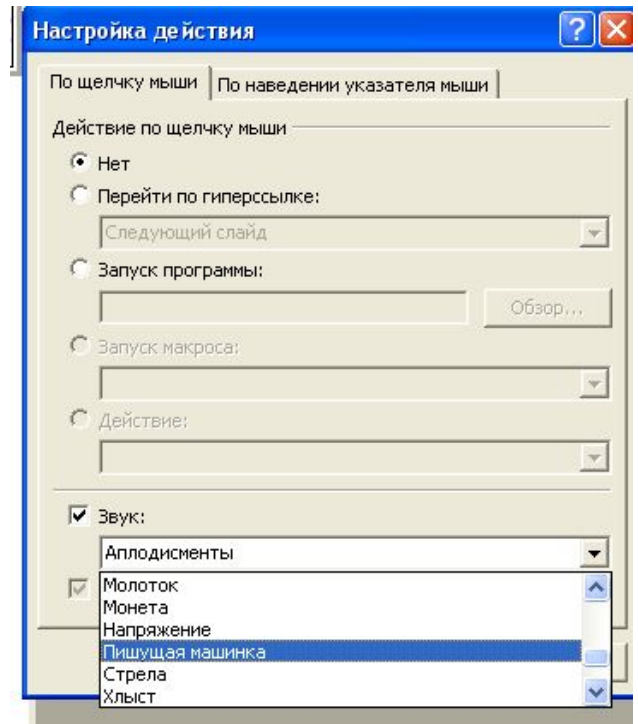 Настройка действия
По щелчку мыши По наведении указателя мыши
Действие по щелчку мыши
Нет
Перейти по гиперссылке:
Следующий слайд
Запуск программы:
Обзор...
Запуск макроса:
Действие:
Звук:
Аплодисменты
Молоток
Монета
Напряжение
Пишущая машинка
Стрела
Хлыст